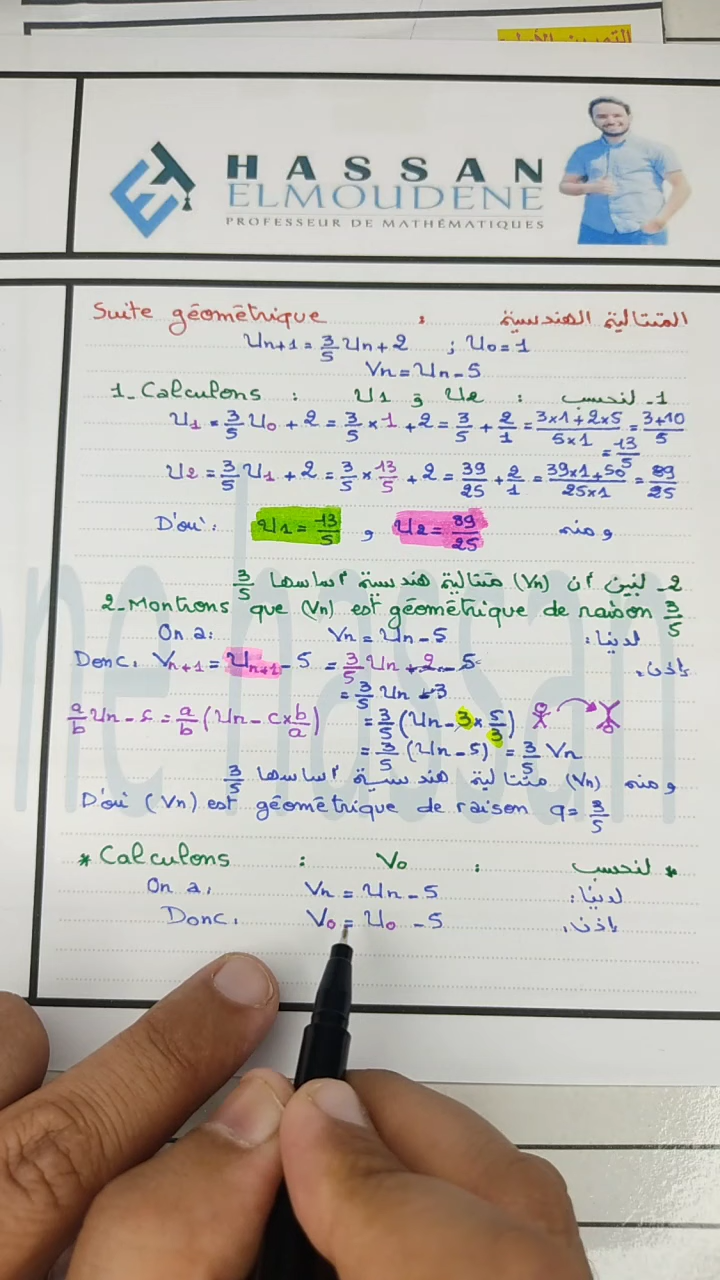 التمرين الأول:
HASSAN
ELMOUDENE
PROFESSEUR DE MATHÉMATIQUES
Suite géométrique : المتتالية الهندسية
Un+1 = 3/5 Un + 2 ; U0 = 1
Vn = Un - 5
1_ Calculons : U1 و U2 : 1- لنحسب
U1 = 3/5 U0 + 2 = 3/5 × 1 + 2 = 3/5 + 2/1 = (3×1+2×5)/(5×1) = (3+10)/5
= 13/5
U2 = 3/5 U1 + 2 = 3/5 × 13/5 + 2 = 39/25 + 2/1 = (39×1+50)/(25×1) = 89/25
D'où: U1 = 13/5 و U2 = 89/25 ومنه
2- لنبين أن (Vn) متتالية هندسية أساسها 3/5
2_ Montrons que (Vn) est géométrique de raison 3/5
On a: Vn = Un - 5 لدينا:
Donc, Vn+1 = Un+1 - 5 = 3/5 Un + 2 - 5 إذن,
= 3/5 Un - 3
a/b Un - c = a/b (Un - c × b/a) = 3/5 (Un - 3 × 5/3)
= 3/5 (Un - 5) = 3/5 Vn
ومنه (Vn) متتالية هندسية أساسها 3/5
D'où (Vn) est géométrique de raison q = 3/5
* Calculons : V0 : لنحسب *
On a, Vn = Un - 5 لدينا:
Donc, V0 = U0 - 5 إذن,
ne hassan